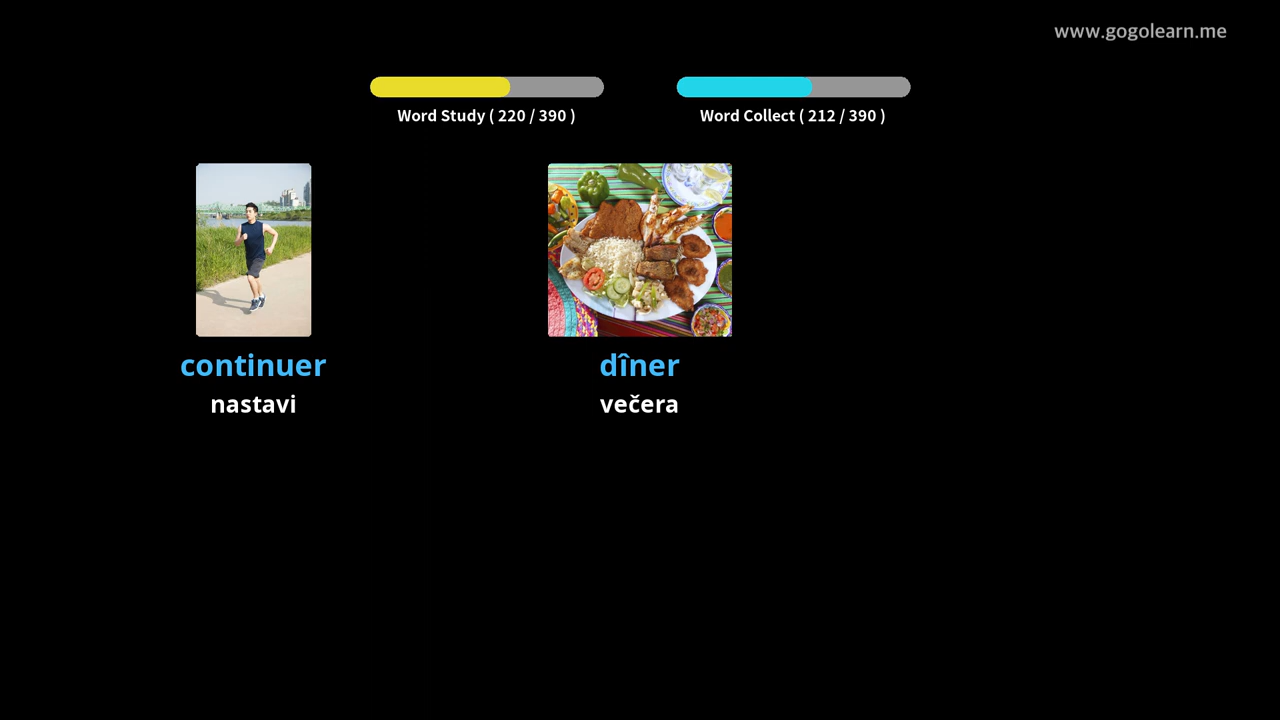 www.gogolearn.me
Word Study ( 220 / 390 )
Word Collect ( 212 / 390 )
continuer
dîner
nastavi
večera